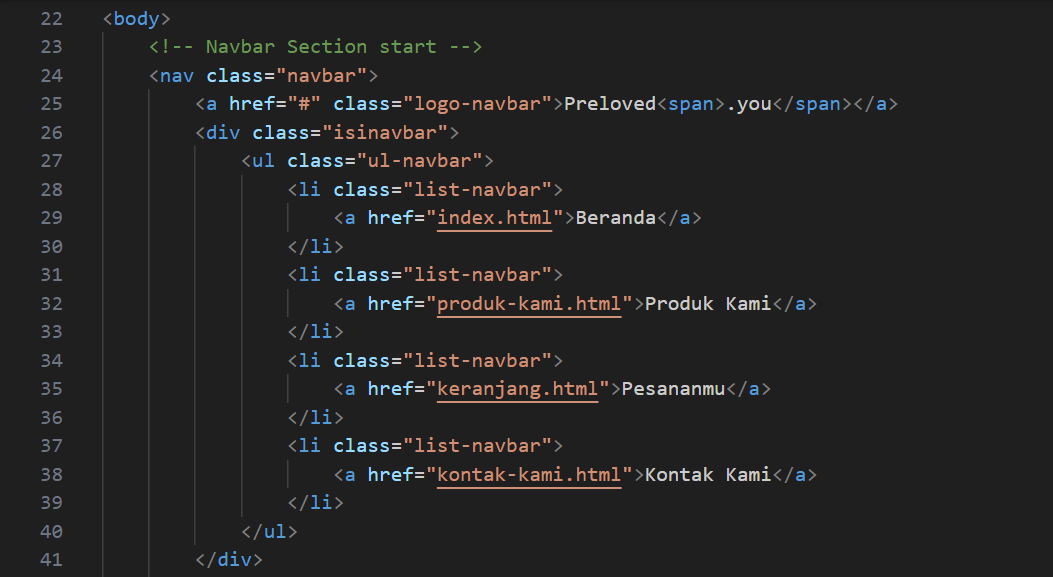 22 <body>
23     <!-- Navbar Section start -->
24     <nav class="navbar">
25         <a href="#" class="logo-navbar">Preloved<span>.you</span></a>
26         <div class="isinavbar">
27             <ul class="ul-navbar">
28                 <li class="list-navbar">
29                     <a href="index.html">Beranda</a>
30                 </li>
31                 <li class="list-navbar">
32                     <a href="produk-kami.html">Produk Kami</a>
33                 </li>
34                 <li class="list-navbar">
35                     <a href="keranjang.html">Pesananmu</a>
36                 </li>
37                 <li class="list-navbar">
38                     <a href="kontak-kami.html">Kontak Kami</a>
39                 </li>
40             </ul>
41         </div>